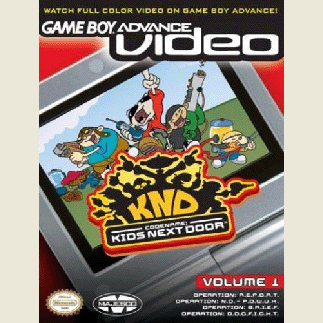 WATCH FULL COLOR VIDEO ON GAME BOY ADVANCE!
GAME BOY ADVANCE
video
KND
CODENAME:
KIDS NEXT DOOR
VOLUME 1
OPERATION: R.E.P.O.R.T.
OPERATION: N.O. - P.O.W.U.H.
OPERATION: B.R.I.E.F.
OPERATION: D.O.G.F.I.G.H.T.
Nintendo
MAJESCO